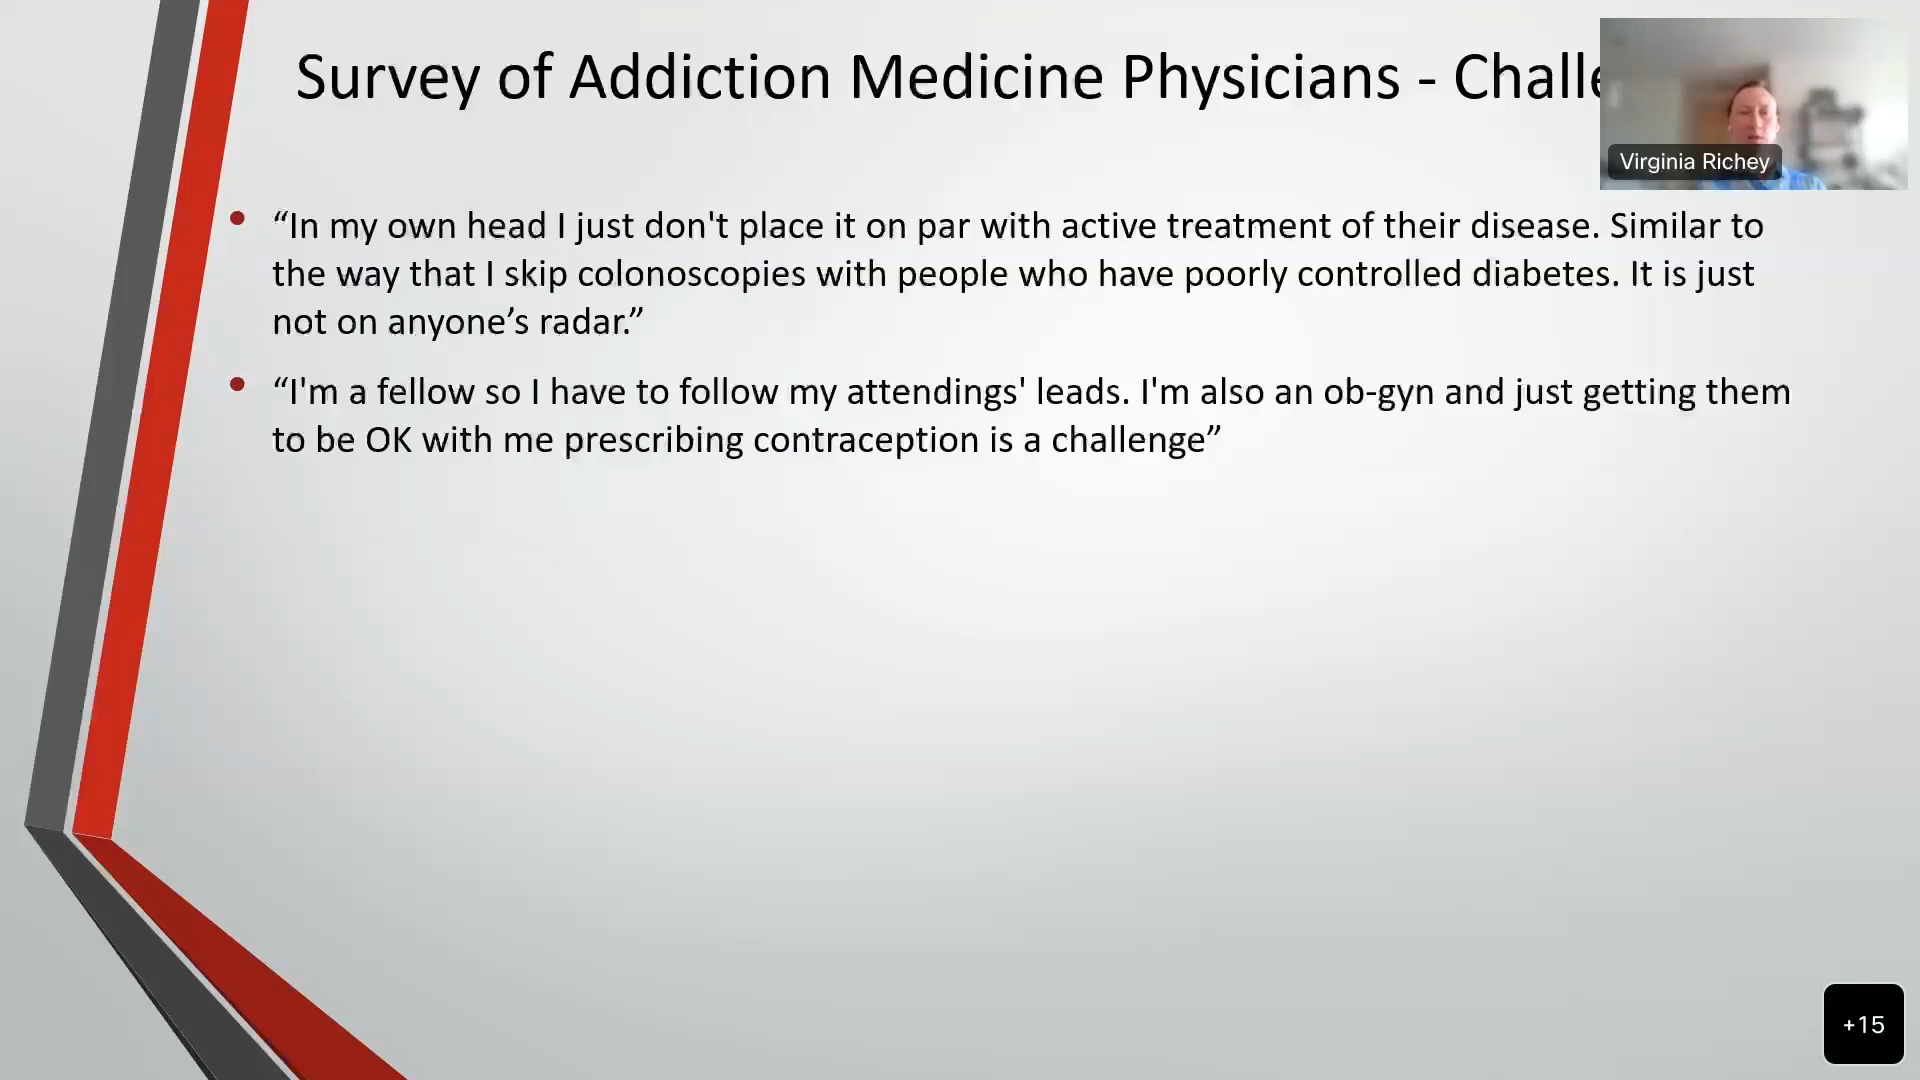 Survey of Addiction Medicine Physicians - Challe
Virginia Richey
• “In my own head I just don't place it on par with active treatment of their disease. Similar to
the way that I skip colonoscopies with people who have poorly controlled diabetes. It is just
not on anyone’s radar.”
• “I'm a fellow so I have to follow my attendings' leads. I'm also an ob-gyn and just getting them
to be OK with me prescribing contraception is a challenge”
+15